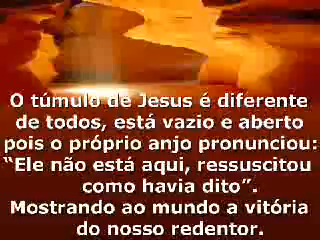 O túmulo de Jesus é diferente
de todos, está vazio e aberto
pois o próprio anjo pronunciou:
“Ele não está aqui, ressuscitou
como havia dito”.
Mostrando ao mundo a vitória
do nosso redentor.